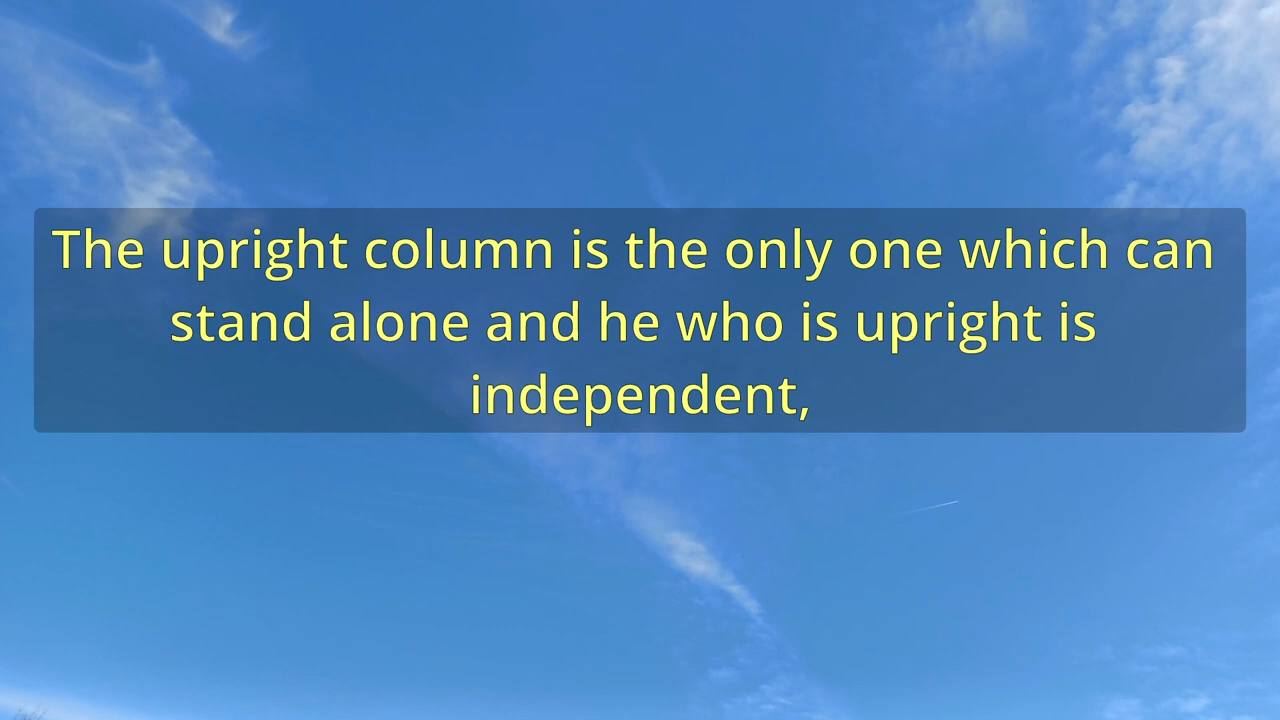 The upright column is the only one which can
stand alone and he who is upright is
independent,